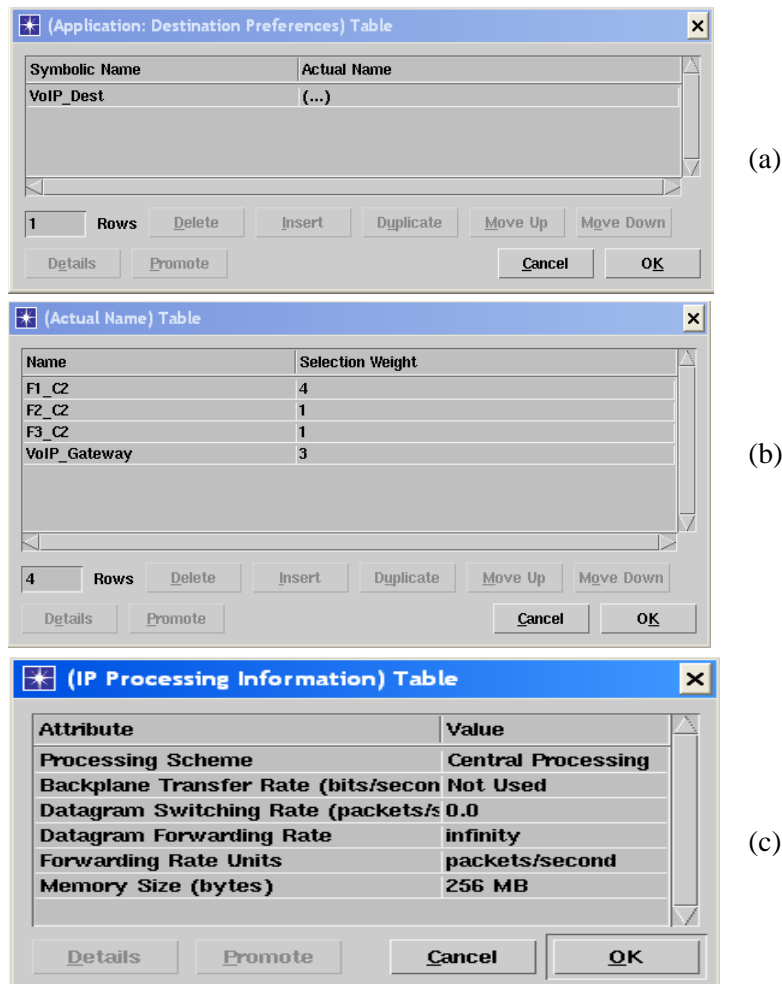 (Application: Destination Preferences) Table
Symbolic Name Actual Name
VoIP_Dest (...)
1 Rows Delete Insert Duplicate Move Up Move Down
Details Promote Cancel OK
(a)
(Actual Name) Table
Name Selection Weight
F1_C2 4
F2_C2 1
F3_C2 1
VoIP_Gateway 3
4 Rows Delete Insert Duplicate Move Up Move Down
Details Promote Cancel OK
(b)
(IP Processing Information) Table
Attribute Value
Processing Scheme Central Processing
Backplane Transfer Rate (bits/secon Not Used
Datagram Switching Rate (packets/s 0.0
Datagram Forwarding Rate infinity
Forwarding Rate Units packets/second
Memory Size (bytes) 256 MB
Details Promote Cancel OK
(c)